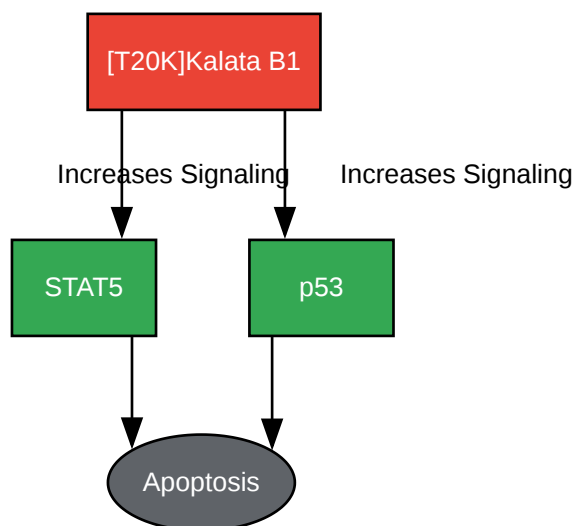 [T20K]Kalata B1
Increases Signaling
Increases Signaling
STAT5
p53
Apoptosis